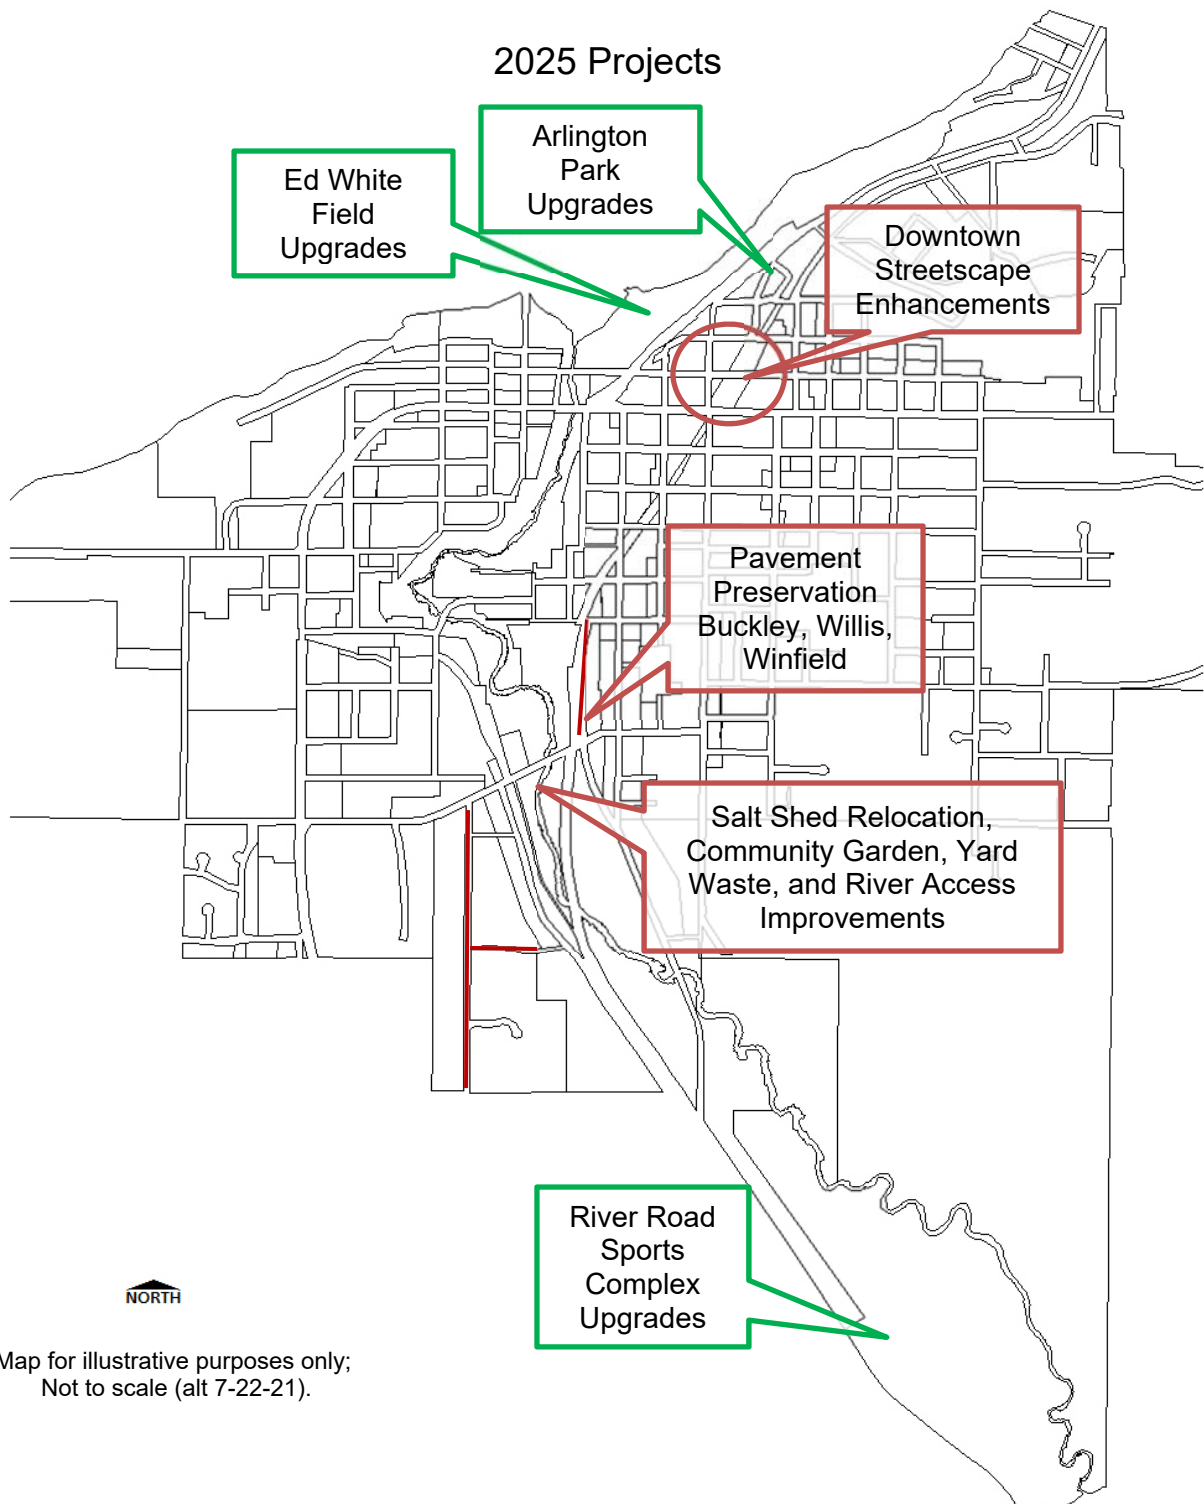 2025 Projects
Arlington
Park
Upgrades
Ed White
Field
Upgrades
Downtown
Streetscape
Enhancements
Pavement
Preservation
Buckley, Willis,
Winfield
Salt Shed Relocation,
Community Garden, Yard
Waste, and River Access
Improvements
River Road
Sports
Complex
Upgrades
NORTH
Map for illustrative purposes only;
Not to scale (alt 7-22-21).